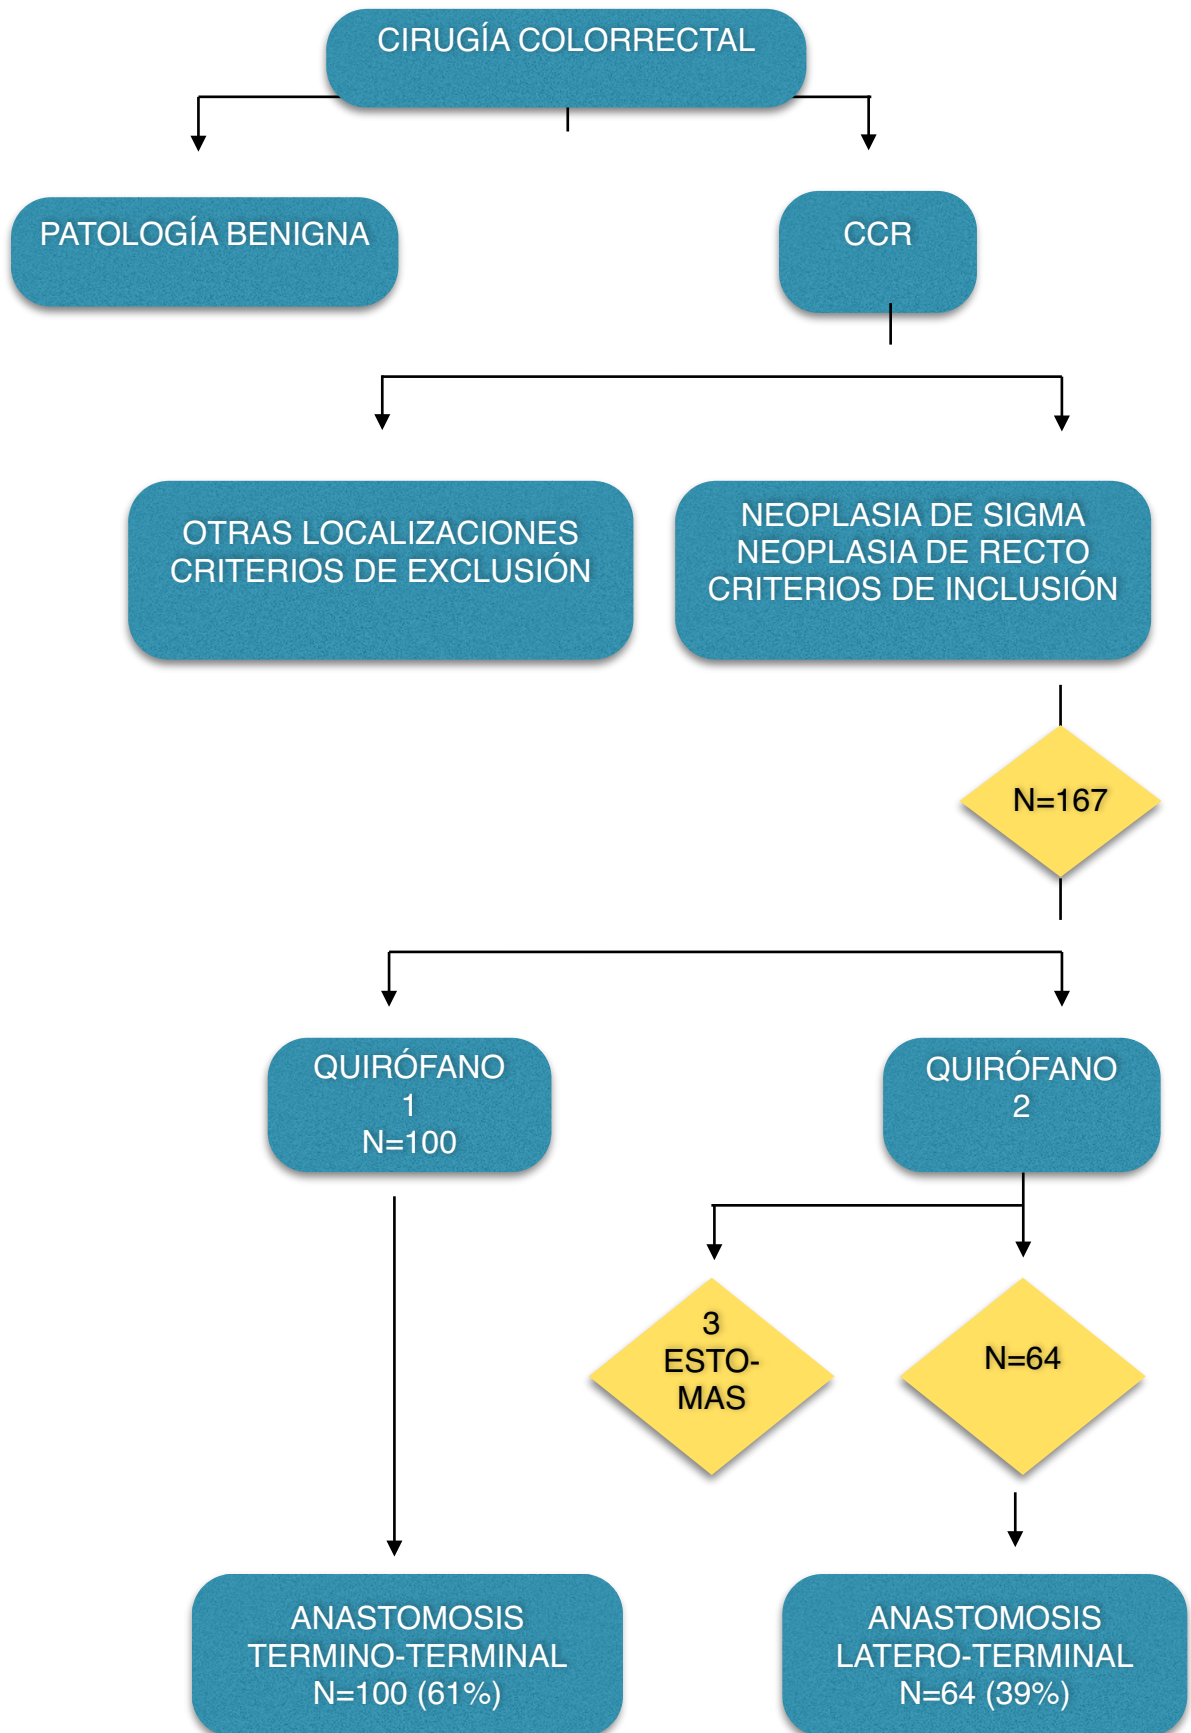 CIRUGÍA COLORRECTAL
PATOLOGÍA BENIGNA
CCR
OTRAS LOCALIZACIONES
CRITERIOS DE EXCLUSIÓN
NEOPLASIA DE SIGMA
NEOPLASIA DE RECTO
CRITERIOS DE INCLUSIÓN
N=167
QUIRÓFANO
1
N=100
QUIRÓFANO
2
3
ESTO-
MAS
N=64
ANASTOMOSIS
TERMINO-TERMINAL
N=100 (61%)
ANASTOMOSIS
LATERO-TERMINAL
N=64 (39%)